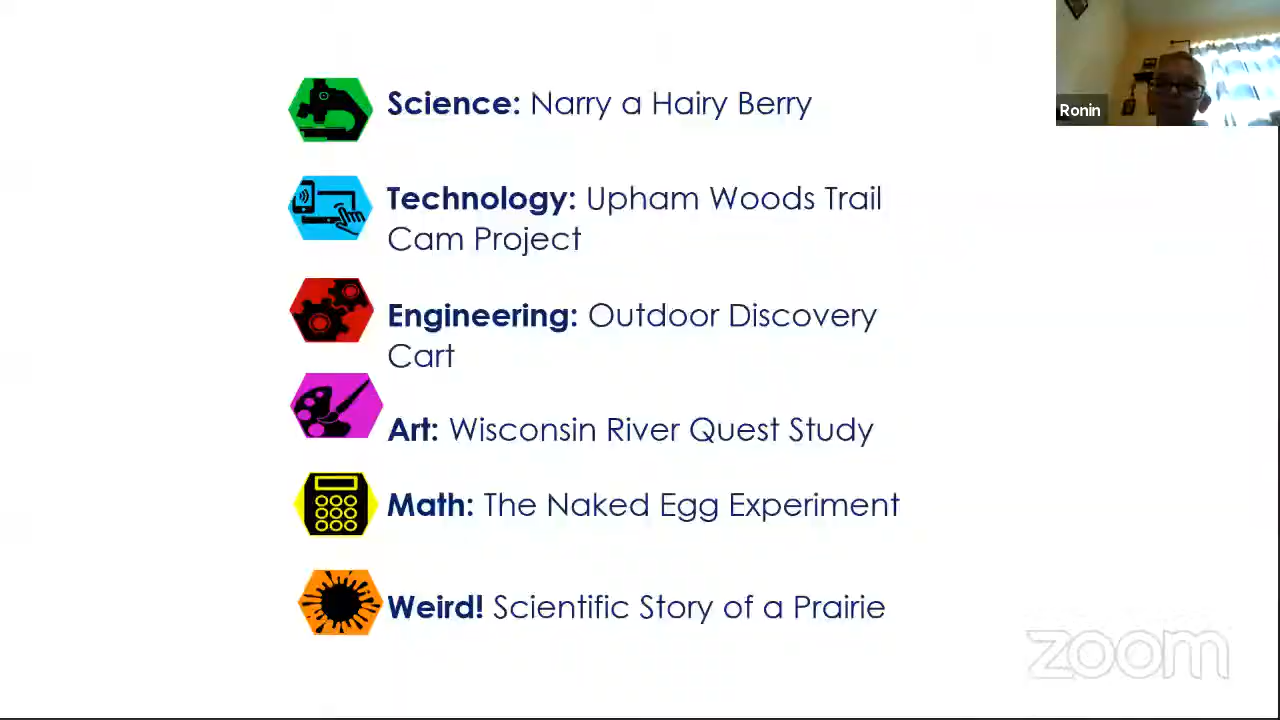 Science: Narry a Hairy Berry
Ronin
Technology: Upham Woods Trail
Cam Project
Engineering: Outdoor Discovery
Cart
Art: Wisconsin River Quest Study
Math: The Naked Egg Experiment
Weird! Scientific Story of a Prairie
zoom